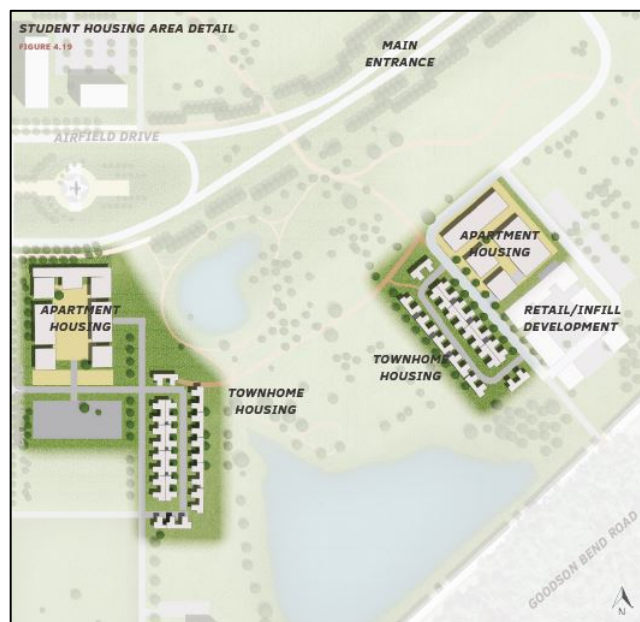 STUDENT HOUSING AREA DETAIL
FIGURE 4.19
MAIN
ENTRANCE
AIRFIELD DRIVE
APARTMENT
HOUSING
RETAIL/INFILL
DEVELOPMENT
APARTMENT
HOUSING
TOWNHOME
HOUSING
TOWNHOME
HOUSING
GOODSON BEND ROAD
N